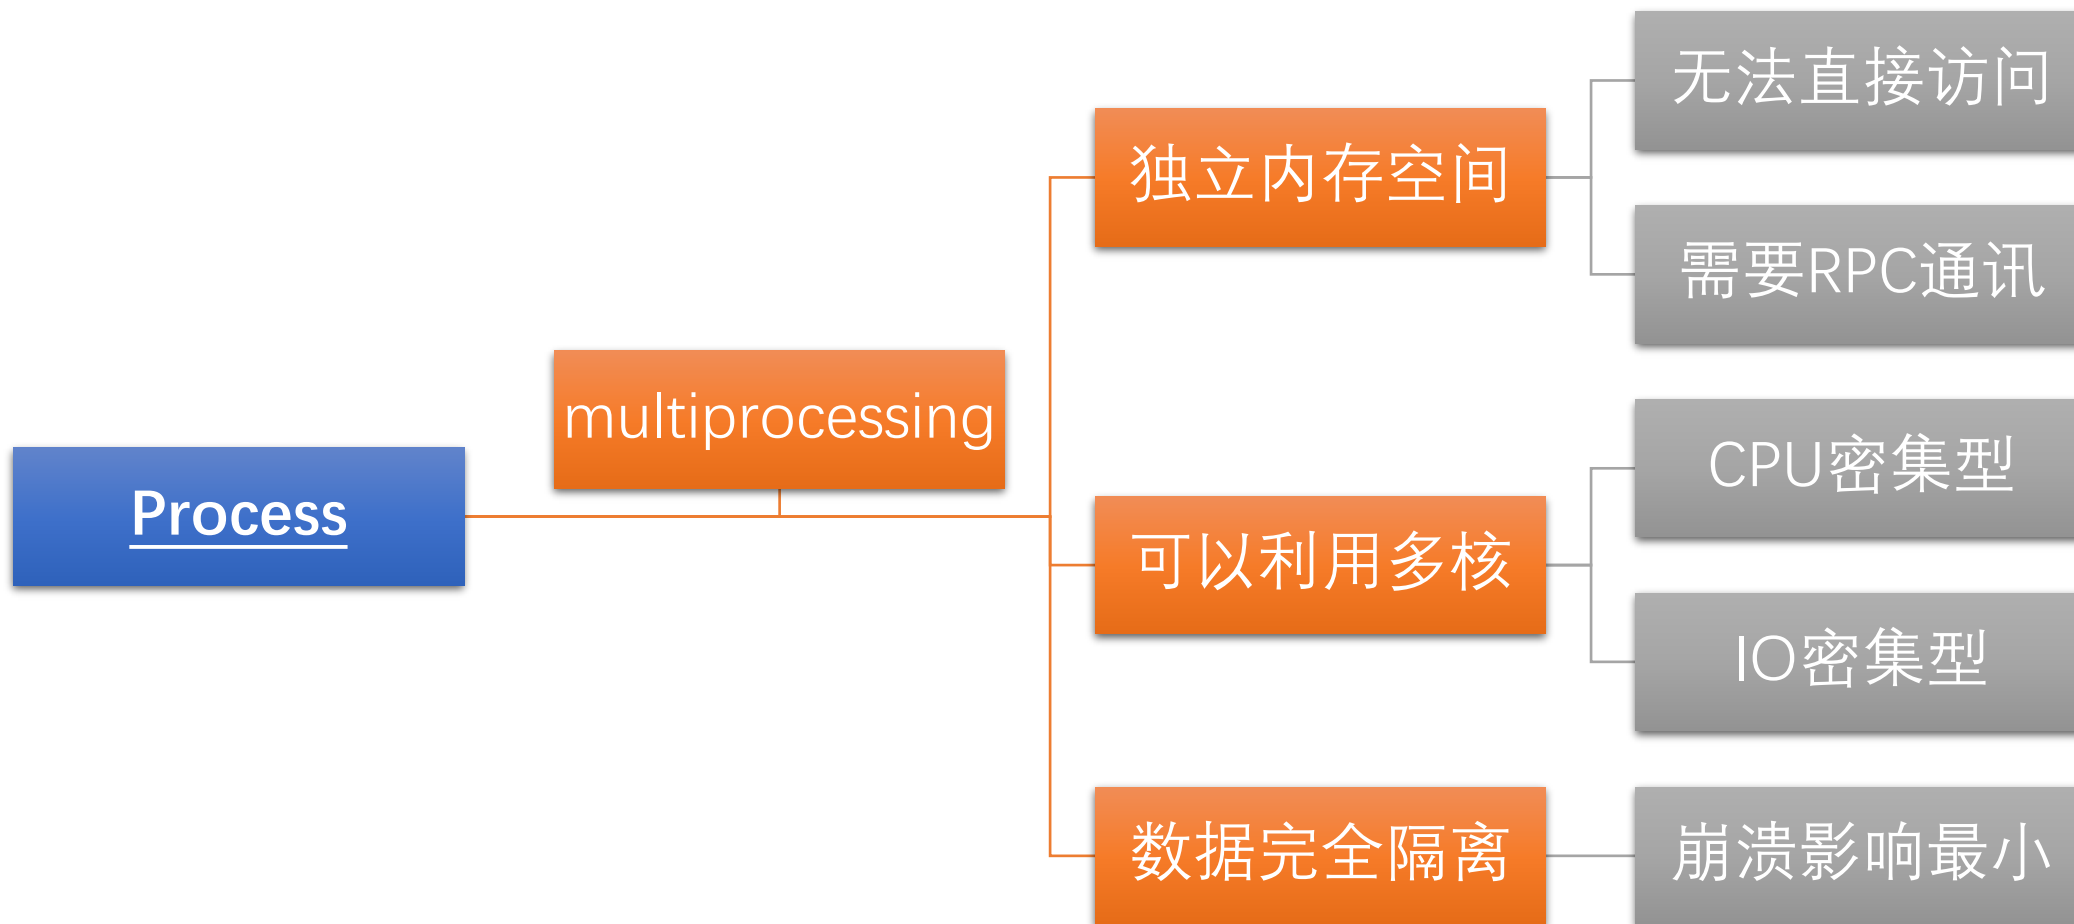 Process
multiprocessing
独立内存空间
无法直接访问
需要RPC通讯
可以利用多核
CPU密集型
IO密集型
数据完全隔离
崩溃影响最小